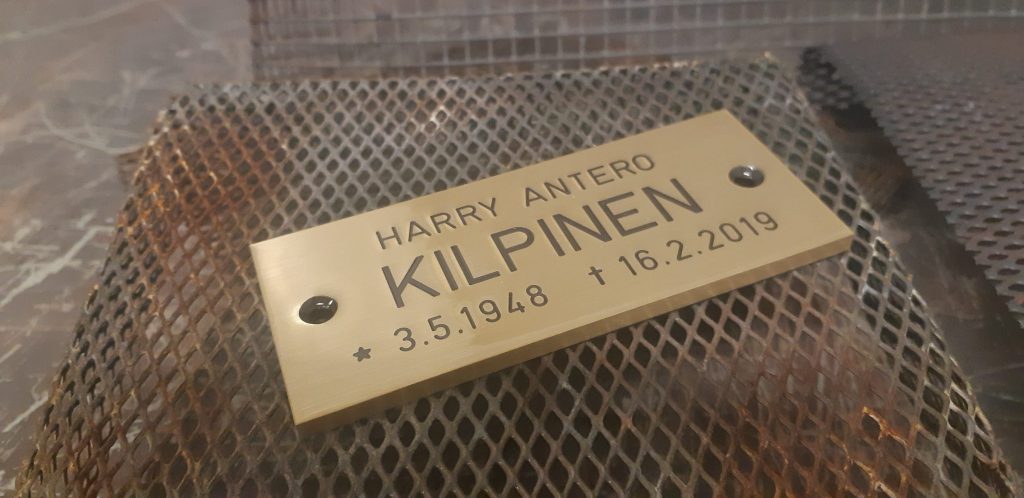 HARRY ANTERO
KILPINEN
★ 3.5.1948 † 16.2.2019